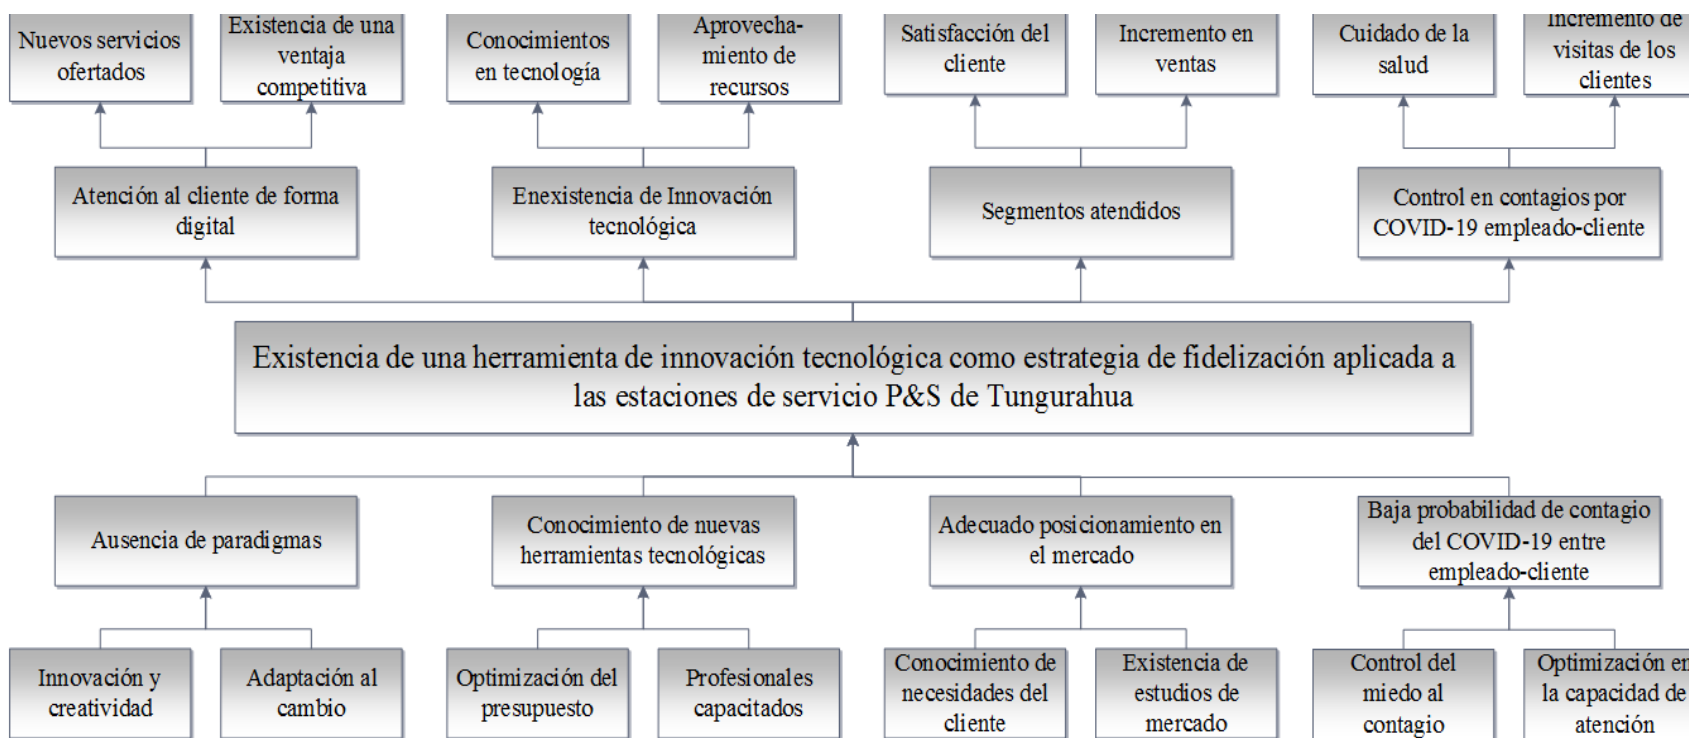 Nuevos servicios
ofertados
Existencia de una
ventaja
competitiva
Conocimientos
en tecnología
Aprovecha-
miento de
recursos
Satisfacción del
cliente
Incremento en
ventas
Cuidado de la
salud
Incremento de
visitas de los
clientes
Atención al cliente de forma
digital
Enexistencia de Innovación
tecnológica
Segmentos atendidos
Control en contagios por
COVID-19 empleado-cliente
Existencia de una herramienta de innovación tecnológica como estrategia de fidelización aplicada a
las estaciones de servicio P&S de Tungurahua
Ausencia de paradigmas
Conocimiento de nuevas
herramientas tecnológicas
Adecuado posicionamiento en
el mercado
Baja probabilidad de contagio
del COVID-19 entre
empleado-cliente
Innovación y
creatividad
Adaptación al
cambio
Optimización del
presupuesto
Profesionales
capacitados
Conocimiento de
necesidades del
cliente
Existencia de
estudios de
mercado
Control del
miedo al
contagio
Optimización en
la capacidad de
atención